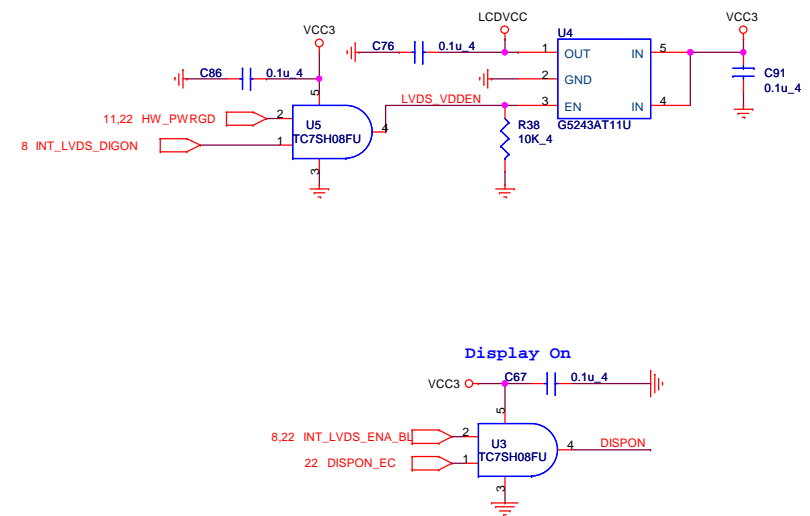 LCDVCC
VCC3
VCC3
U4
C76
0.1u_4
1
OUT
IN
5
C86
0.1u_4
C91
0.1u_4
2
GND
5
LVDS_VDDEN
3
EN
IN
4
11,22 HW_PWRGD
2
U5
R38
G5243AT11U
TC7SH08FU
4
10K_4
8 INT_LVDS_DIGON
1
3
Display On
VCC3
C67
0.1u_4
5
8,22 INT_LVDS_ENA_BL
2
U3
4
DISPON
TC7SH08FU
22 DISPON_EC
1
3